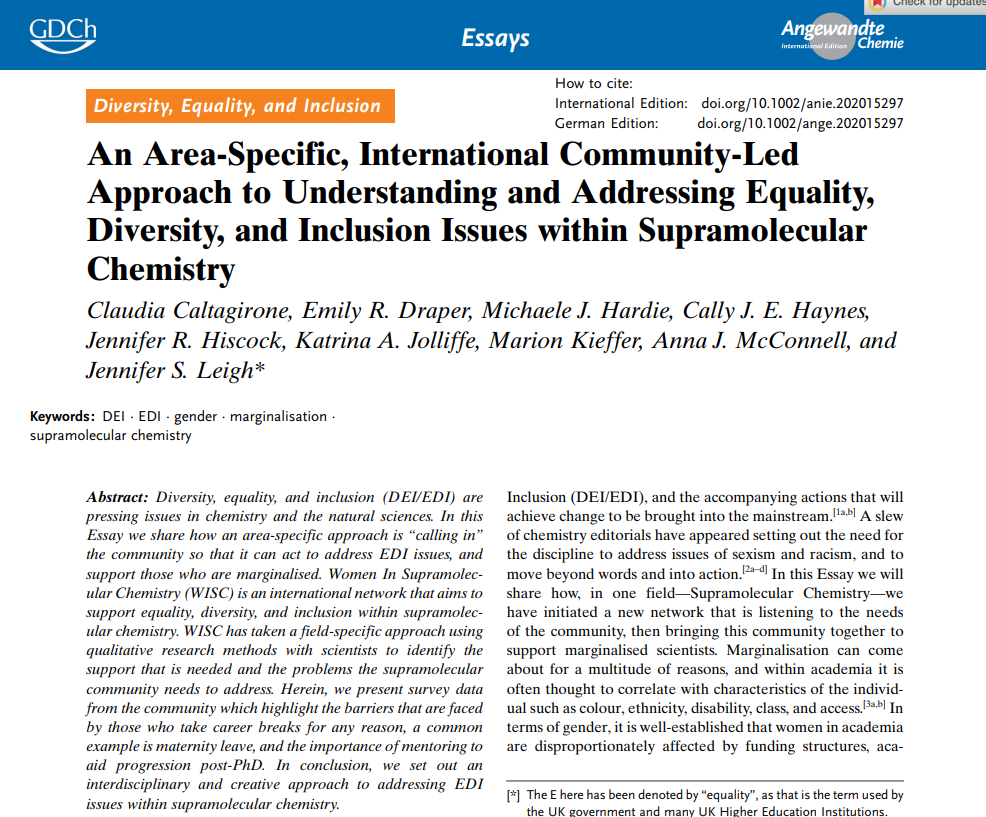 Check for updates
GDCh
Essays
Angewandte
International Edition Chemie
How to cite:
International Edition: doi.org/10.1002/anie.202015297
German Edition: doi.org/10.1002/ange.202015297
Diversity, Equality, and Inclusion
An Area-Specific, International Community-Led
Approach to Understanding and Addressing Equality,
Diversity, and Inclusion Issues within Supramolecular
Chemistry
Claudia Caltagirone, Emily R. Draper, Michaele J. Hardie, Cally J. E. Haynes,
Jennifer R. Hiscock, Katrina A. Jolliffe, Marion Kieffer, Anna J. McConnell, and
Jennifer S. Leigh*
Keywords: DEI · EDI · gender · marginalisation ·
supramolecular chemistry
Abstract: Diversity, equality, and inclusion (DEI/EDI) are
pressing issues in chemistry and the natural sciences. In this
Essay we share how an area-specific approach is “calling in”
the community so that it can act to address EDI issues, and
support those who are marginalised. Women In Supramolec-
ular Chemistry (WISC) is an international network that aims to
support equality, diversity, and inclusion within supramolec-
ular chemistry. WISC has taken a field-specific approach using
qualitative research methods with scientists to identify the
support that is needed and the problems the supramolecular
community needs to address. Herein, we present survey data
from the community which highlight the barriers that are faced
by those who take career breaks for any reason, a common
example is maternity leave, and the importance of mentoring to
aid progression post-PhD. In conclusion, we set out an
interdisciplinary and creative approach to addressing EDI
issues within supramolecular chemistry.
Inclusion (DEI/EDI), and the accompanying actions that will
achieve change to be brought into the mainstream.[1a,b] A slew
of chemistry editorials have appeared setting out the need for
the discipline to address issues of sexism and racism, and to
move beyond words and into action.[2a–d] In this Essay we will
share how, in one field—Supramolecular Chemistry—we
have initiated a new network that is listening to the needs
of the community, then bringing this community together to
support marginalised scientists. Marginalisation can come
about for a multitude of reasons, and within academia it is
often thought to correlate with characteristics of the individ-
ual such as colour, ethnicity, disability, class, and access.[3a,b] In
terms of gender, it is well-established that women in academia
are disproportionately affected by funding structures, aca-
[*] The E here has been denoted by “equality”, as that is the term used by
the UK government and many UK Higher Education Institutions.